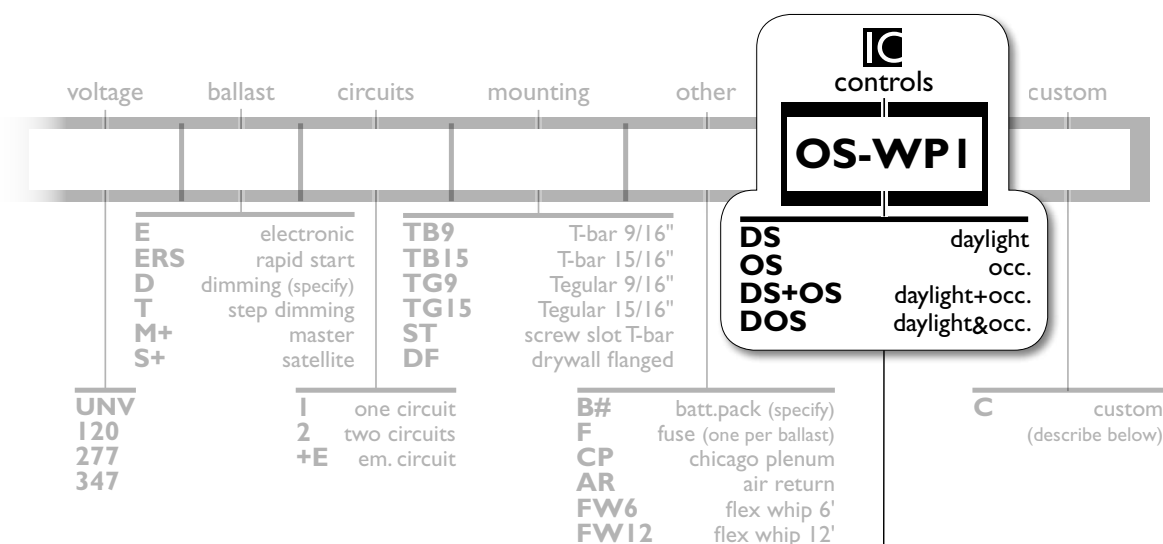 IC
controls
voltage ballast circuits mounting other custom
OS-WP1
E electronic
ERS rapid start
D dimming (specify)
T step dimming
M+ master
S+ satellite
TB9 T-bar 9/16"
TB15 T-bar 15/16"
TG9 Tegular 9/16"
TG15 Tegular 15/16"
ST screw slot T-bar
DF drywall flanged
DS daylight
OS occ.
DS+OS daylight+occ.
DOS daylight&occ.
UNV
120
277
347
1 one circuit
2 two circuits
+E em. circuit
B# batt.pack (specify)
F fuse (one per ballast)
CP chicago plenum
AR air return
FW6 flex whip 6'
FW12 flex whip 12'
C custom
(describe below)